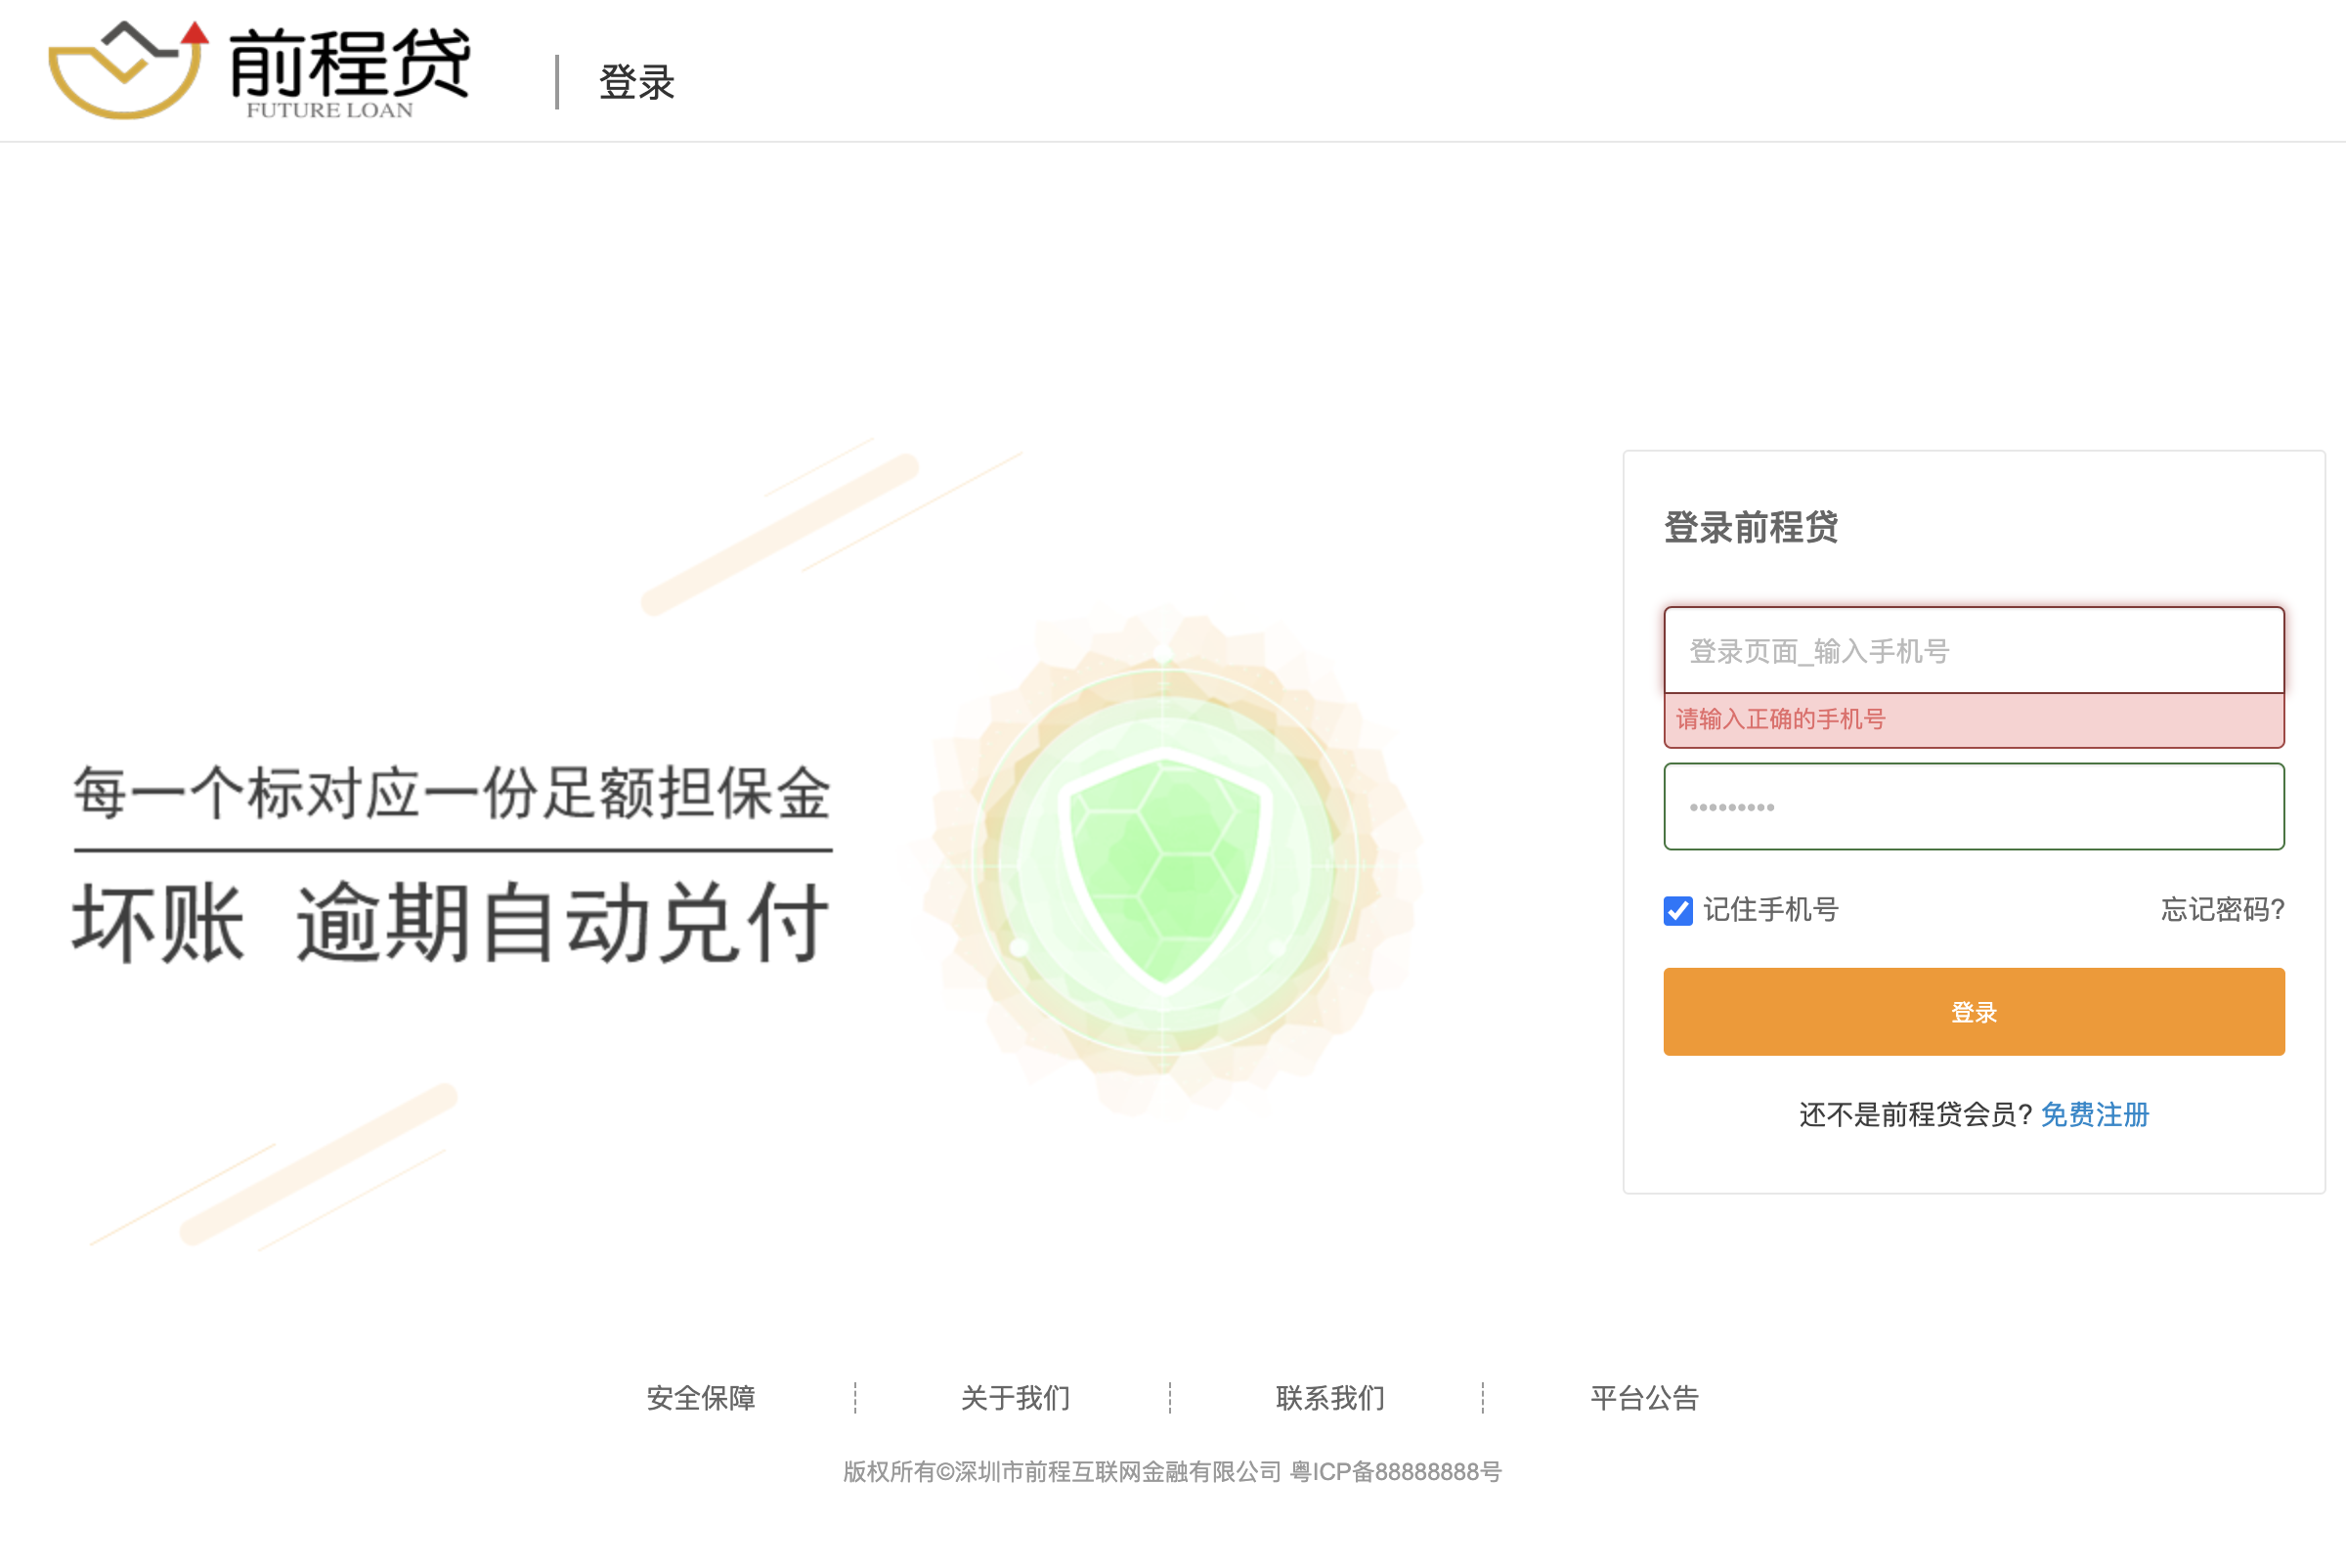 前程贷
FUTURE LOAN
登录
每一个标对应一份足额担保金
坏账 逾期自动兑付
登录前程贷
登录页面_输入手机号
请输入正确的手机号
•••••••••
记住手机号
忘记密码?
登录
还不是前程贷会员? 免费注册
安全保障 关于我们 联系我们 平台公告
版权所有©深圳市前程互联网金融有限公司 粤ICP备88888888号